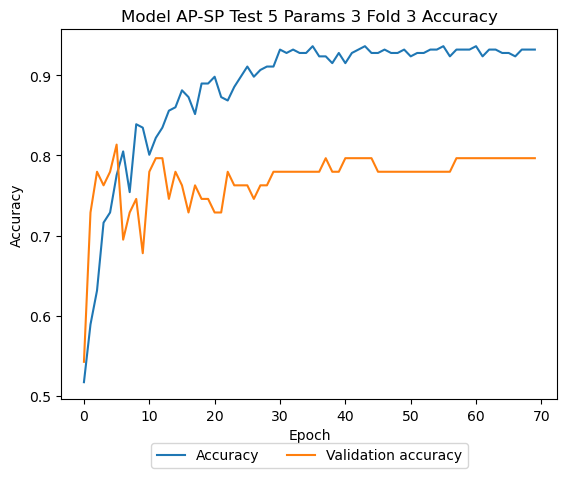 Model AP-SP Test 5 Params 3 Fold 3 Accuracy
Accuracy
0.9
0.8
0.7
0.6
0.5
0 10 20 30 40 50 60 70
Epoch
Accuracy Validation accuracy